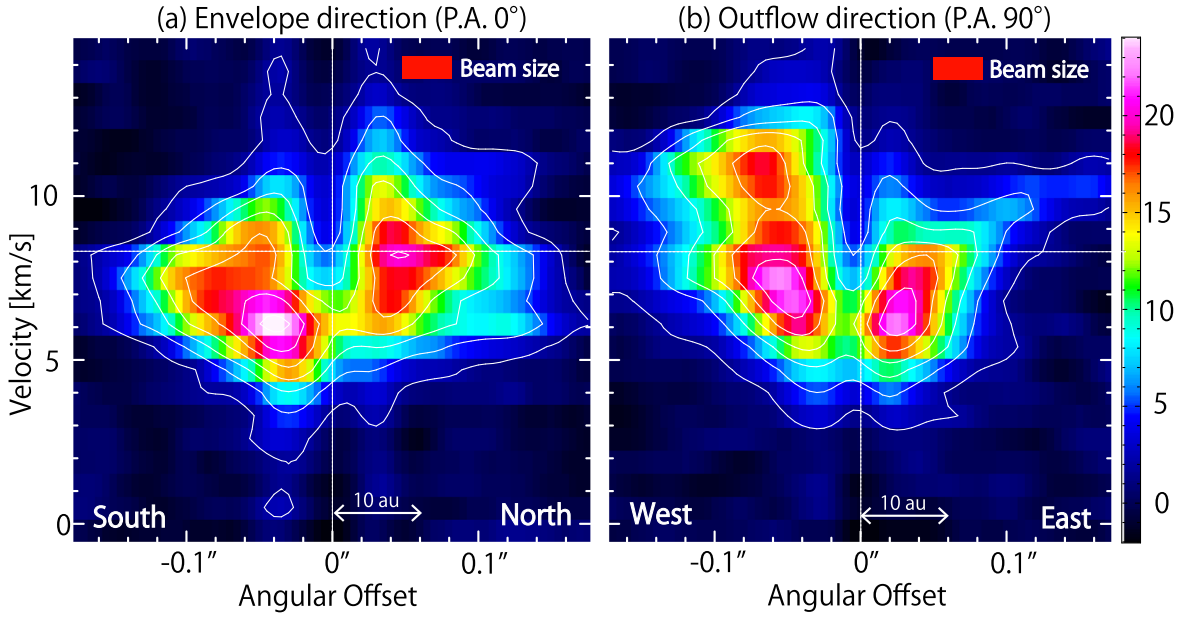 (a) Envelope direction (P.A. 0°)
(b) Outflow direction (P.A. 90°)
Beam size
Beam size
20
15
10
5
0
Velocity [km/s]
10
5
0
10 au
10 au
South
North
West
East
-0.1″
0″
0.1″
-0.1″
0″
0.1″
Angular Offset
Angular Offset